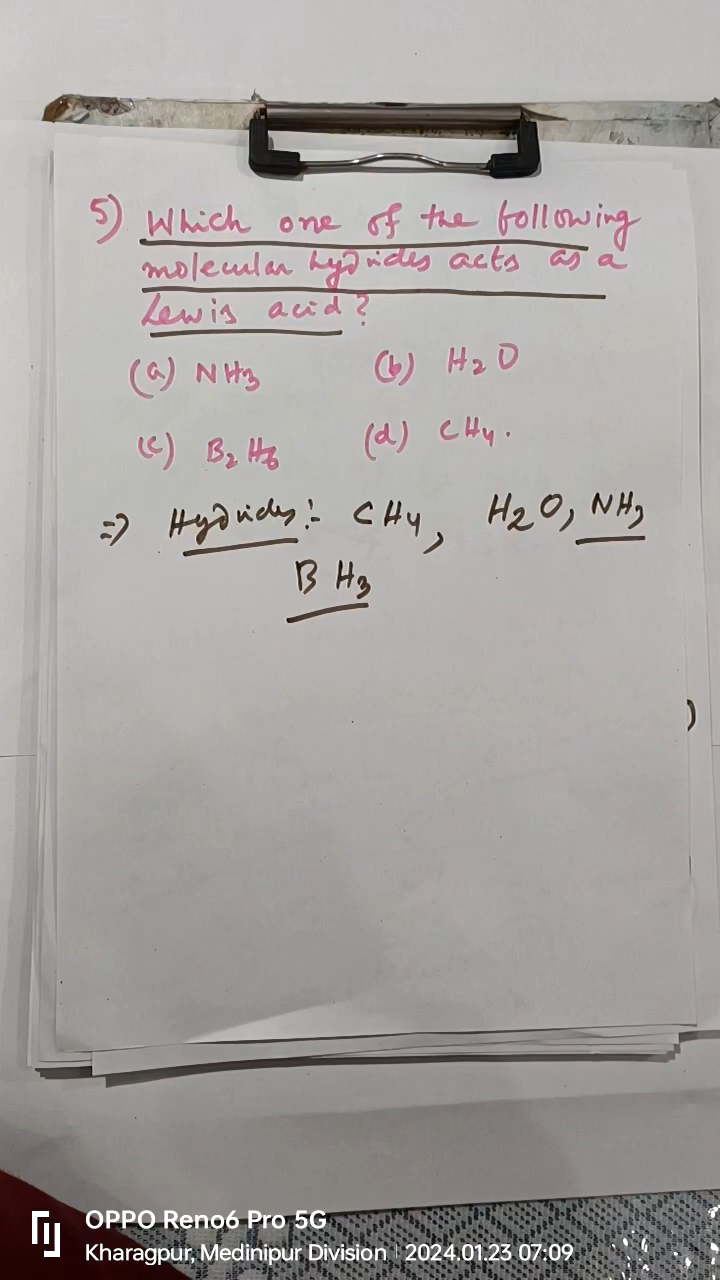 5) Which one of the following
molecular hydrides acts as a
Lewis acid?
(a) NH3 (b) H2O
(c) B2H6 (d) CH4.
=> Hydrides:- CH4, H2O, NH3
BH3
)
OPPO Reno6 Pro 5G
Kharagpur, Medinipur Division | 2024.01.23 07:09